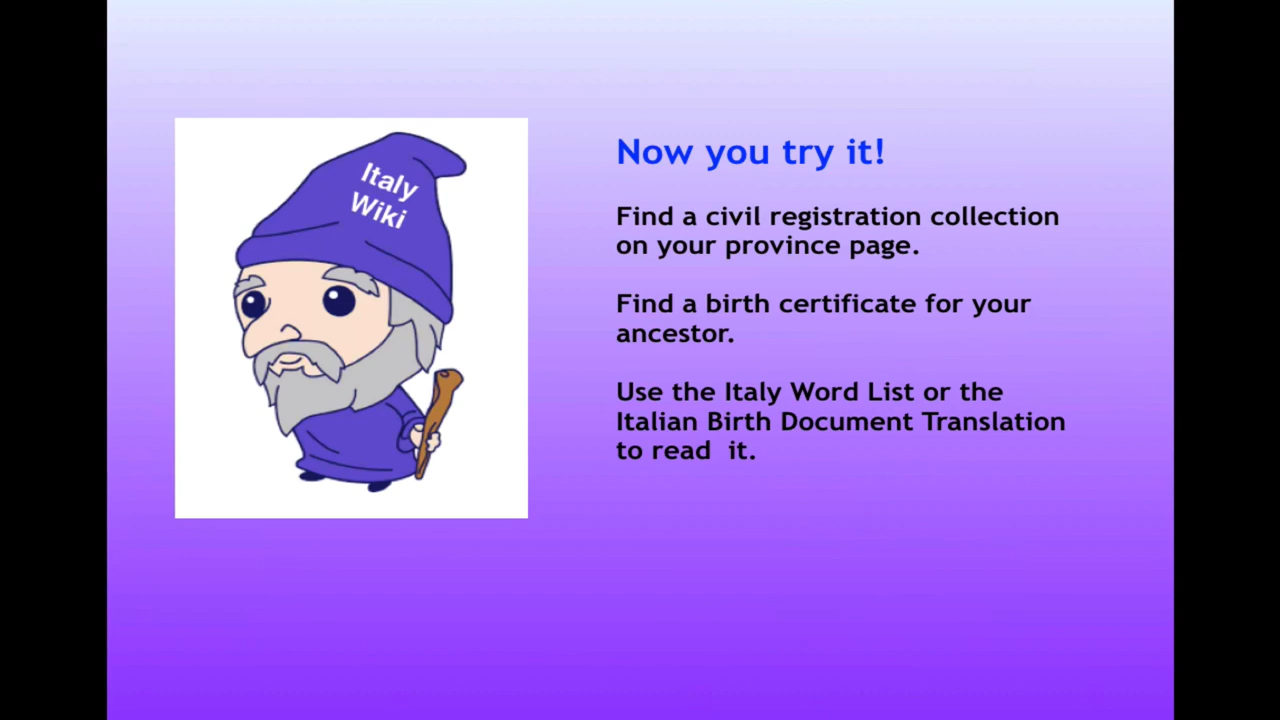 Italy
Wiki
Now you try it!
Find a civil registration collection
on your province page.
Find a birth certificate for your
ancestor.
Use the Italy Word List or the
Italian Birth Document Translation
to read  it.